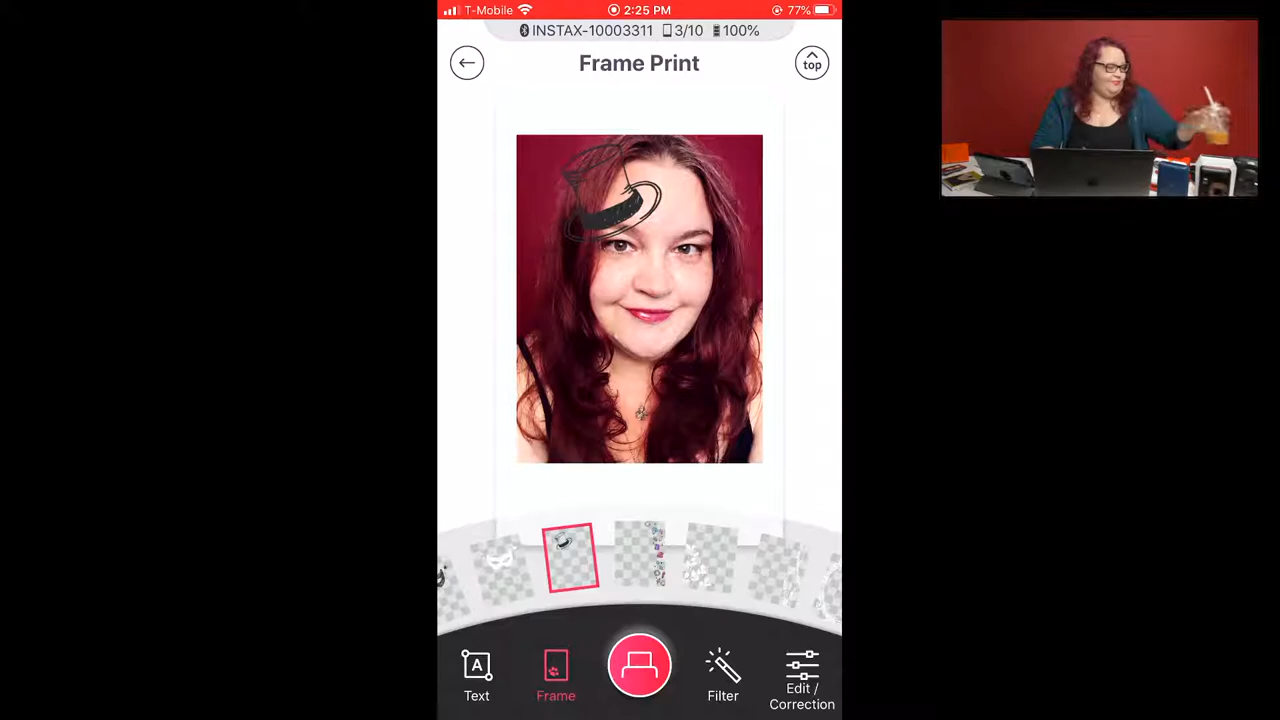 T-Mobile 2:25 PM 77%
INSTAX-10003311 3/10 100%
Frame Print
top
A
Text
Frame
Filter
Edit /
Correction